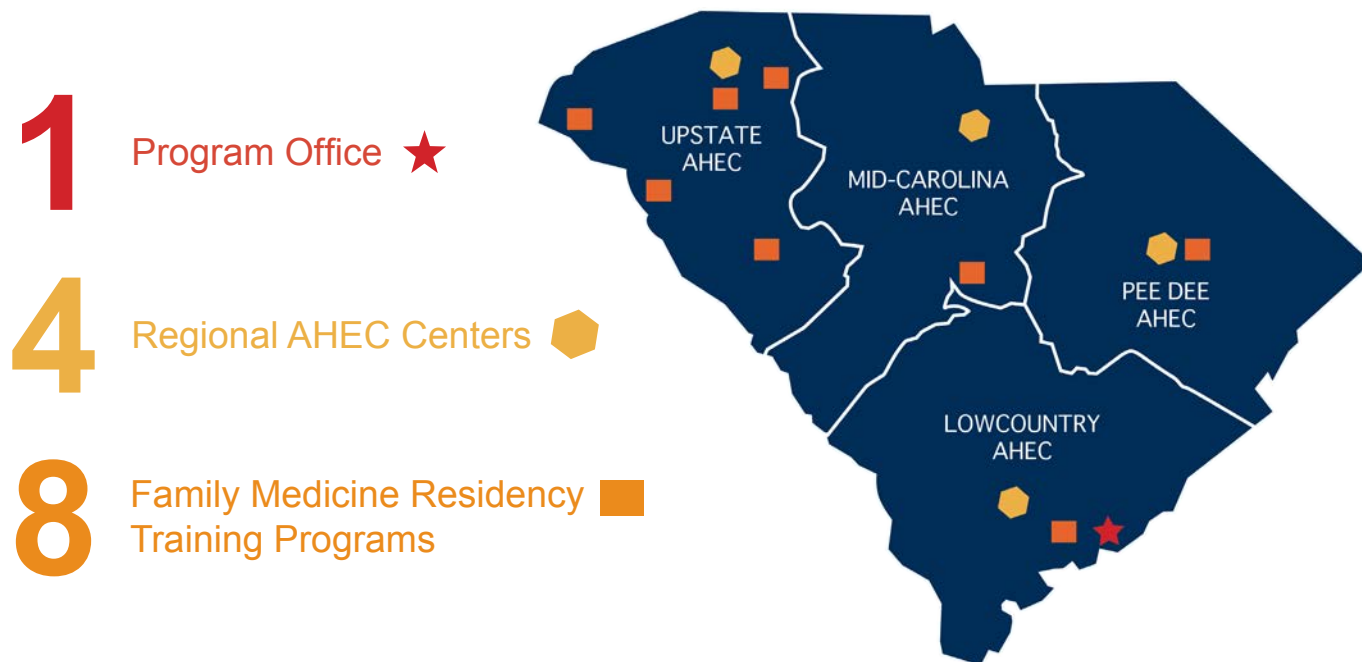 1
Program Office
4
Regional AHEC Centers
8
Family Medicine Residency
Training Programs
UPSTATE
AHEC
MID-CAROLINA
AHEC
PEE DEE
AHEC
LOWCOUNTRY
AHEC